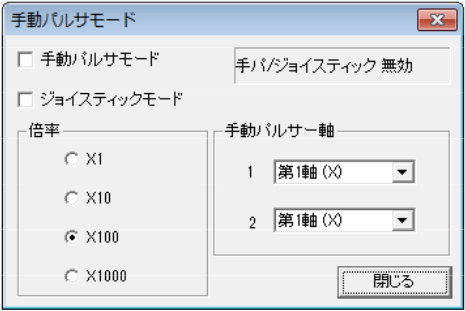 手動パルサモード
手動パルサモード
手パ/ジョイスティック 無効
ジョイスティックモード
倍率
X1
X10
X100
X1000
手動パルサー軸
1 第1軸 (X)
2 第1軸 (X)
閉じる